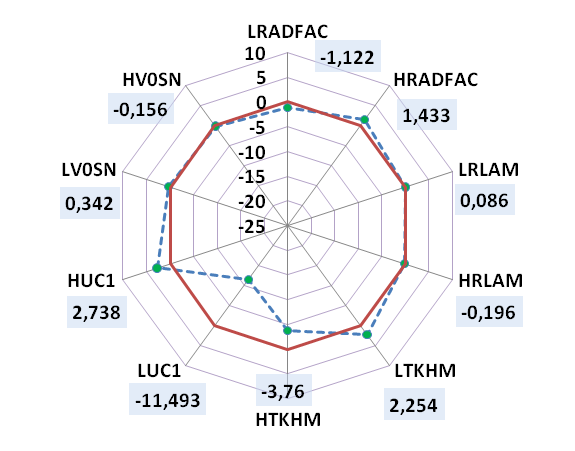 LRADFAC
-1,122
HRADFAC
1,433
LRLAM
0,086
HRLAM
-0,196
LTKHM
2,254
HTKHM
-3,76
LUC1
-11,493
HUC1
2,738
LV0SN
0,342
HV0SN
-0,156
10
5
0
-5
-10
-15
-20
-25